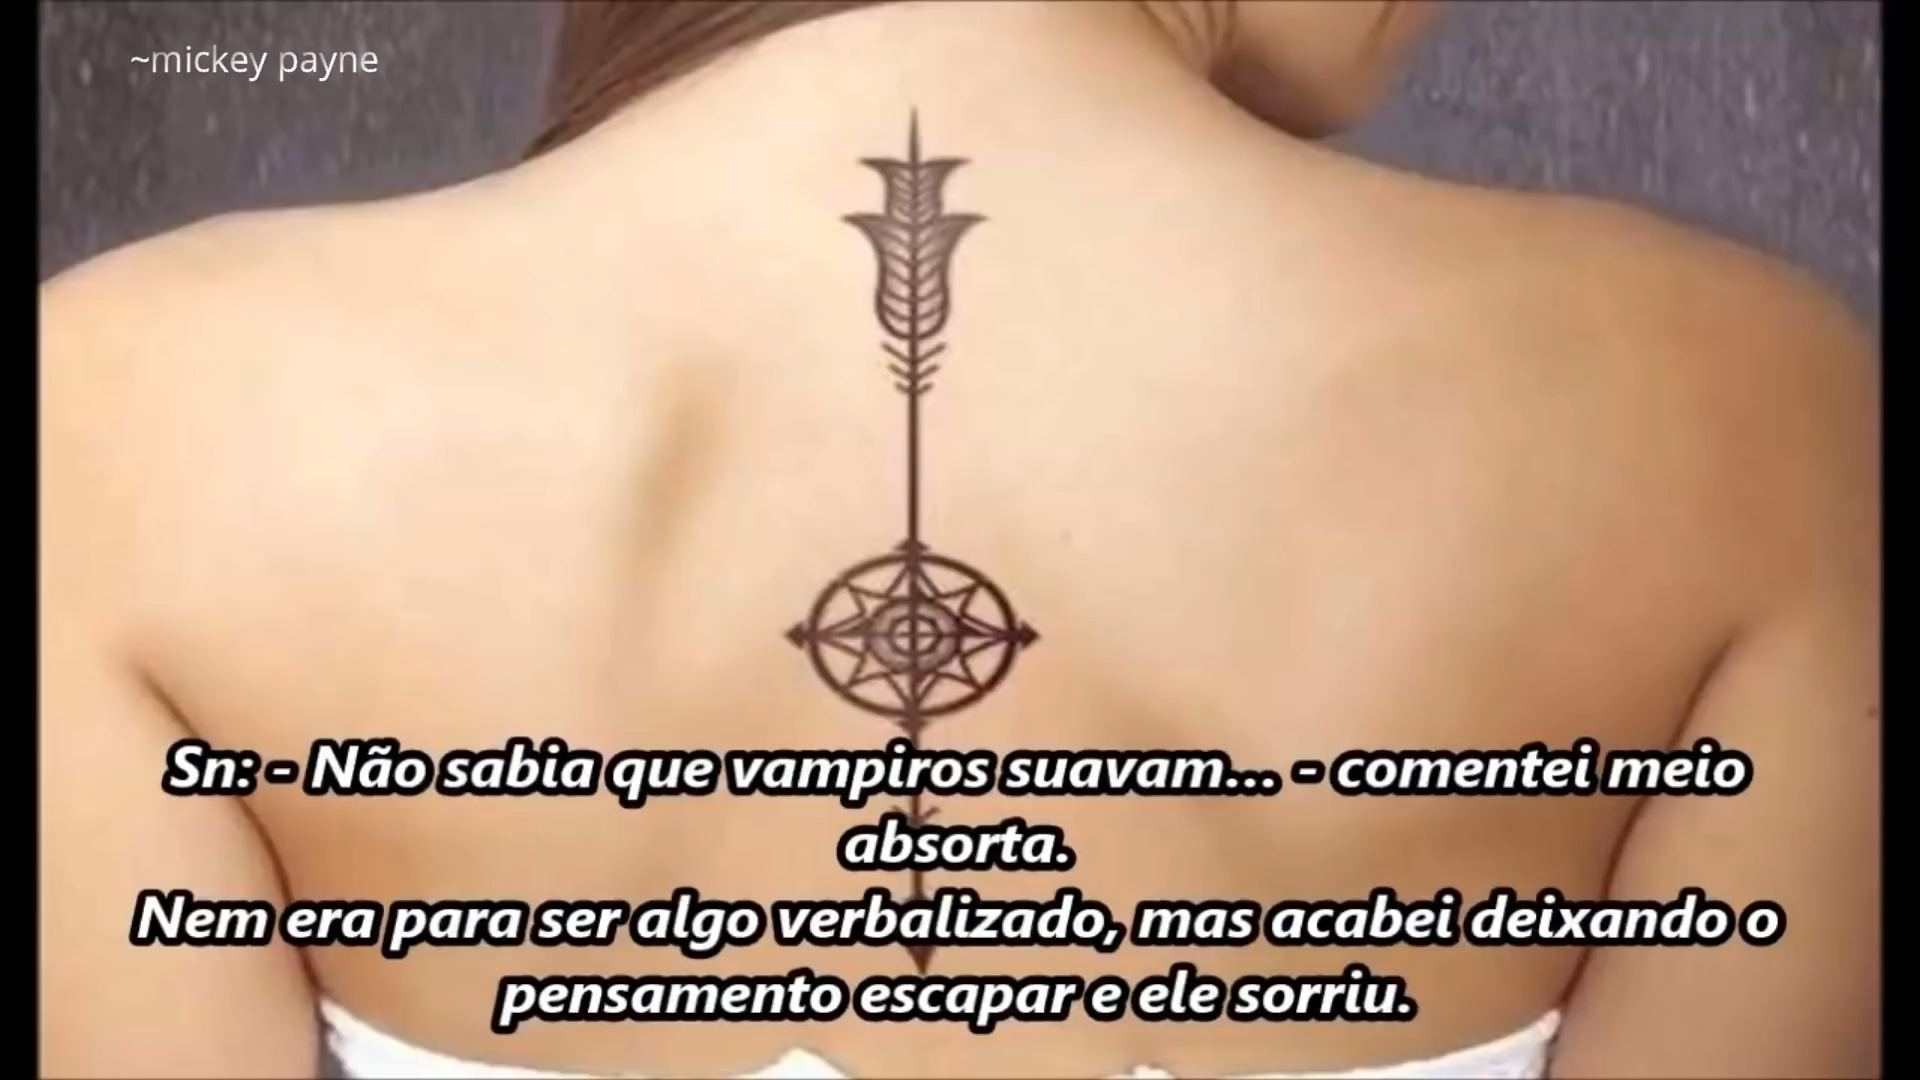 ~mickey payne
Sn: - Não sabia que vampiros suavam... - comentei meio
absorta.
Nem era para ser algo verbalizado, mas acabei deixando o
pensamento escapar e ele sorriu.